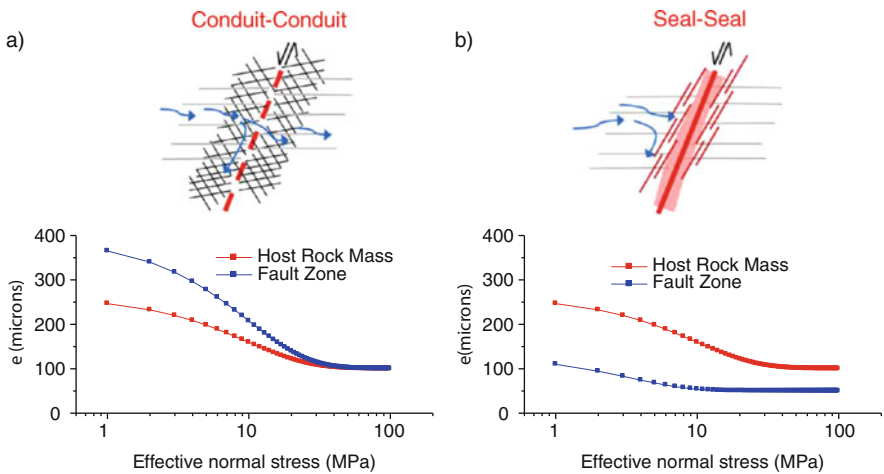 Conduit-Conduit
a)
400
300
200
100
0
e (microns)
Host Rock Mass
Fault Zone
1
10
100
Effective normal stress (MPa)
Seal-Seal
b)
400
300
200
100
0
e(microns)
Host Rock Mass
Fault Zone
1
10
100
Effective normal stress (MPa)